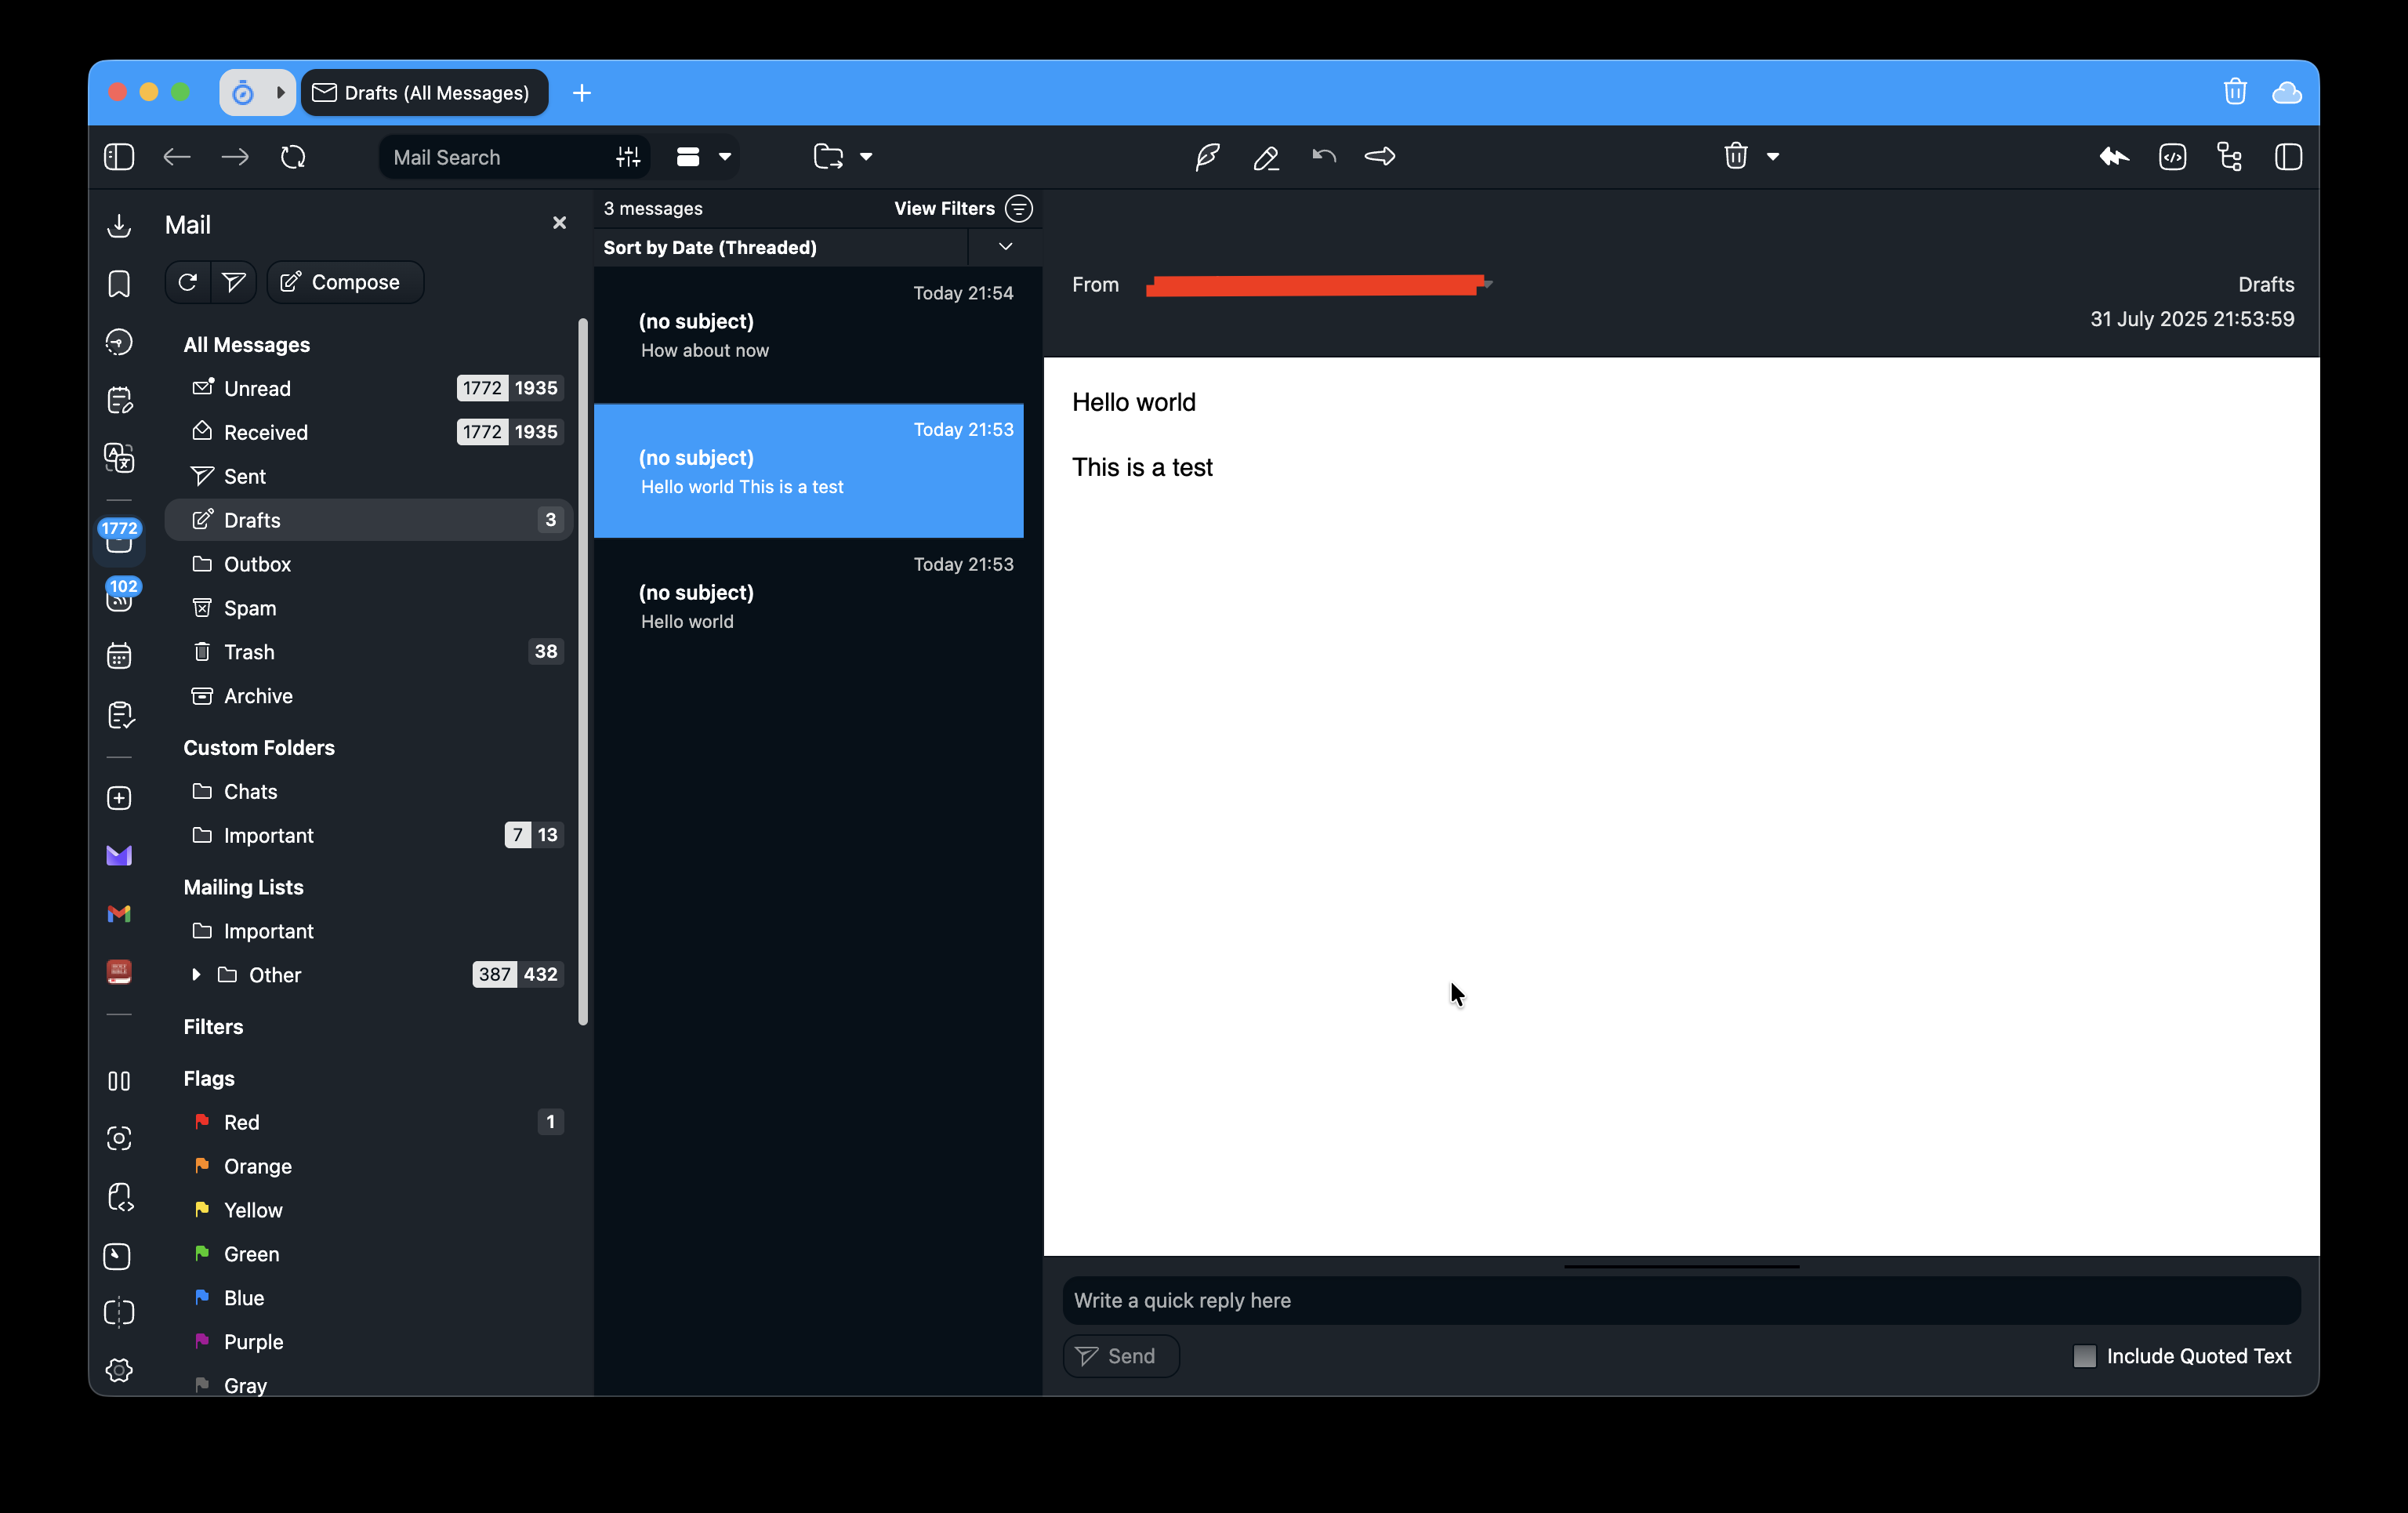 Drafts (All Messages)
Mail Search
Mail
Compose
All Messages
Unread 1772 1935
Received 1772 1935
Sent
Drafts 3
Outbox
Spam
Trash 38
Archive
Custom Folders
Chats
Important 7 13
Mailing Lists
Important
Other 387 432
Filters
Flags
Red 1
Orange
Yellow
Green
Blue
Purple
Gray
1772
102
3 messages View Filters
Sort by Date (Threaded)
Today 21:54
(no subject)
How about now
Today 21:53
(no subject)
Hello world This is a test
Today 21:53
(no subject)
Hello world
From Drafts
31 July 2025 21:53:59
Hello world
This is a test
Write a quick reply here
Send Include Quoted Text